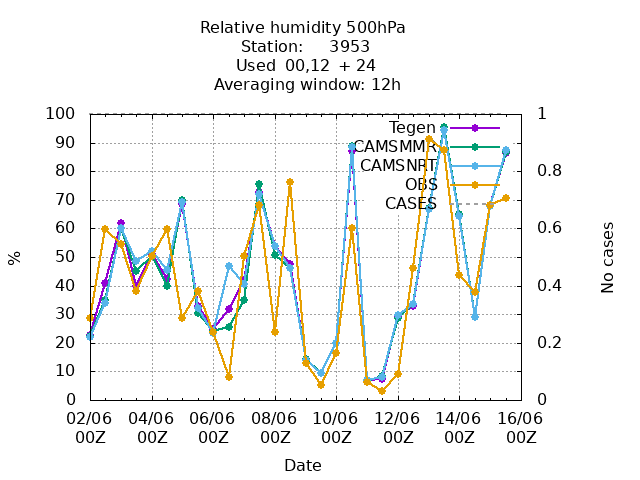 Relative humidity 500hPa
Station: 3953
Used 00,12 + 24
Averaging window: 12h
100 1
90
80 0.8
70
60 0.6
50
40 0.4
30
20 0.2
10
0 0
%
No cases
Tegen
CAMSMMR
CAMSNRT
OBS
CASES
02/06 04/06 06/06 08/06 10/06 12/06 14/06 16/06
00Z 00Z 00Z 00Z 00Z 00Z 00Z 00Z
Date